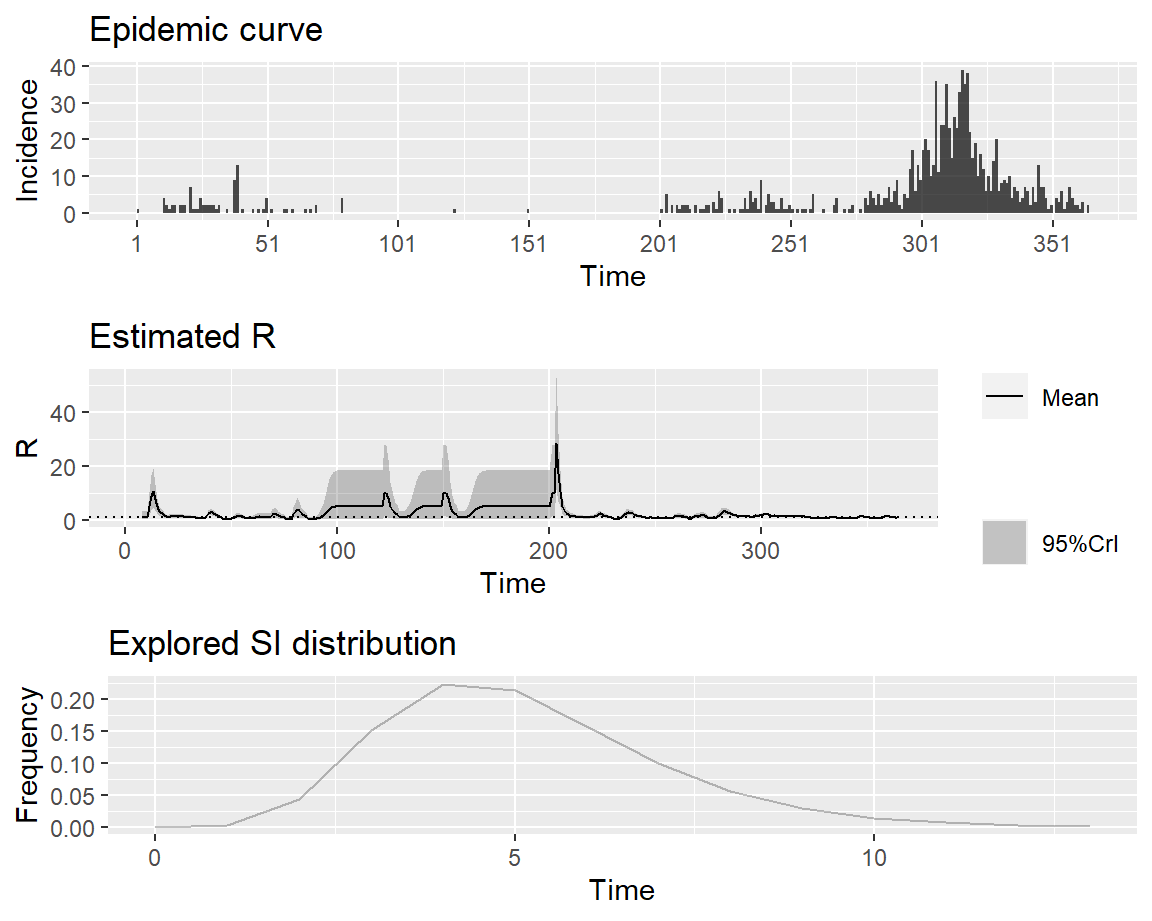 Epidemic curve
40
30
20
10
0
Incidence
1 51 101 151 201 251 301 351
Time
Estimated R
40
20
0
R
0 100 200 300
Time
Mean
95%CrI
Explored SI distribution
0.20
0.15
0.10
0.05
0.00
Frequency
0 5 10
Time